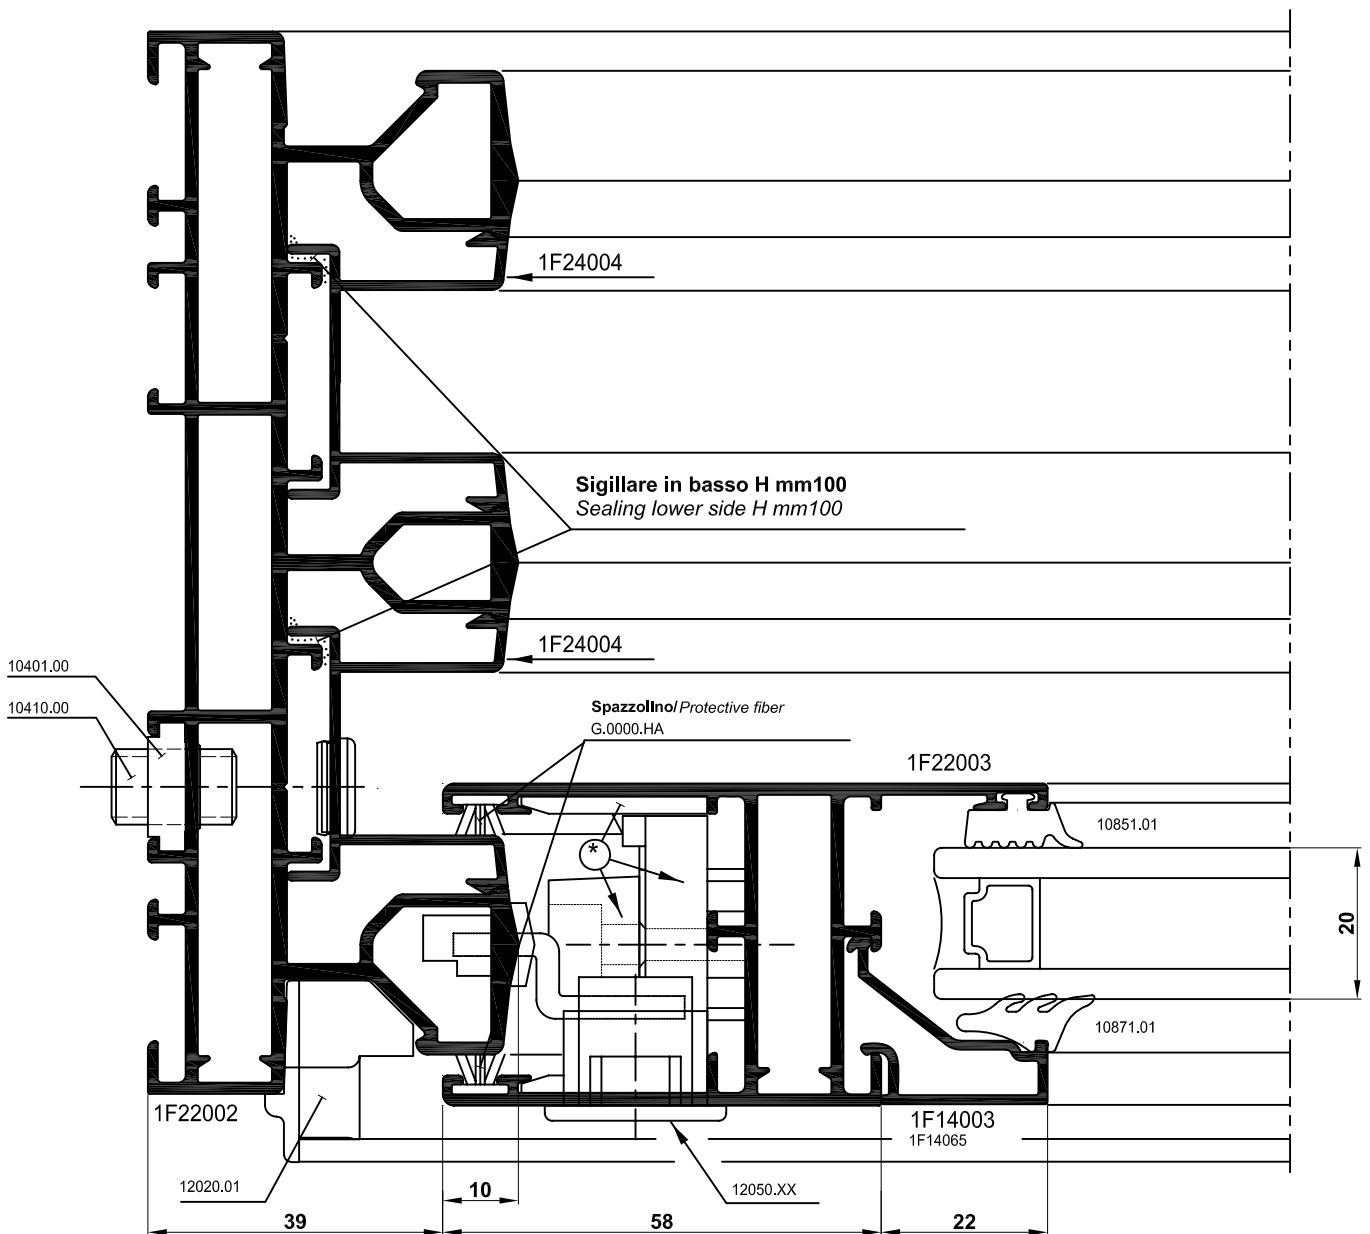 1F24004
Sigillare in basso H mm100
Sealing lower side H mm100
1F24004
10401.00
10410.00
Spazzolino/Protective fiber
G.0000.HA
1F22003
10851.01
*
20
10871.01
1F22002
1F14003
1F14065
12020.01
10
12050.XX
39
58
22